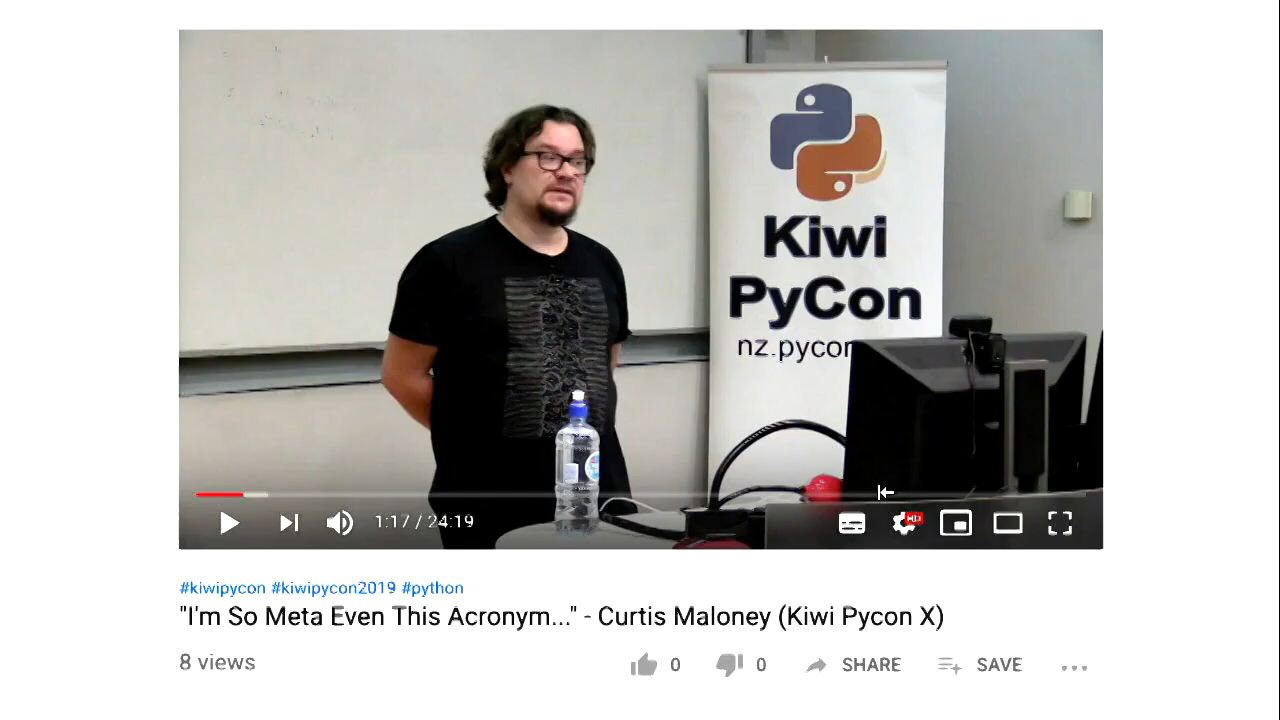 Kiwi
PyCon
nz.pycon
1:17 / 24:19
HD
#kiwipycon #kiwipycon2019 #python
"I'm So Meta Even This Acronym..." - Curtis Maloney (Kiwi Pycon X)
8 views
0
0
SHARE
SAVE